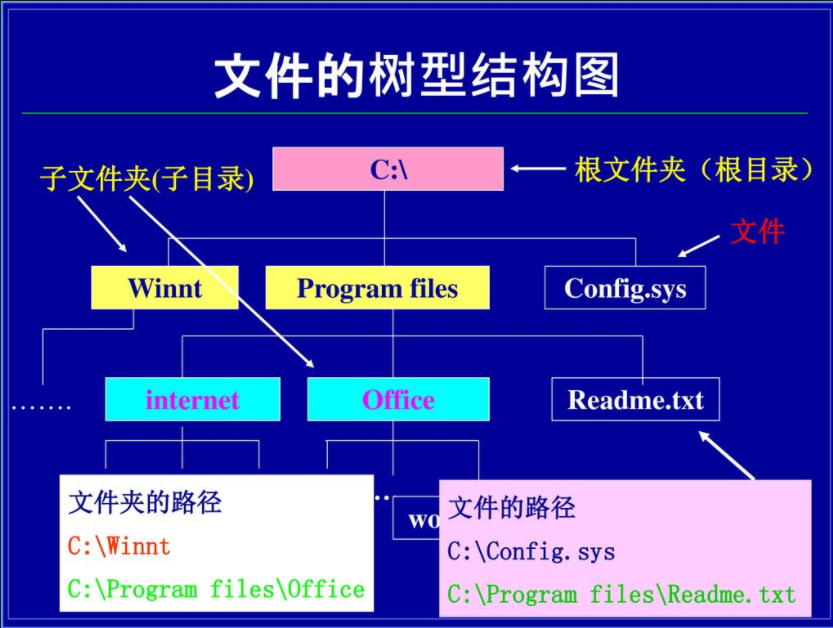 文件的树型结构图
子文件夹(子目录)
C:\
根文件夹（根目录）
文件
Winnt
Program files
Config.sys
.......
internet
Office
Readme.txt
文件夹的路径
C:\Winnt
C:\Program files\Office
文件的路径
C:\Config.sys
C:\Program files\Readme.txt